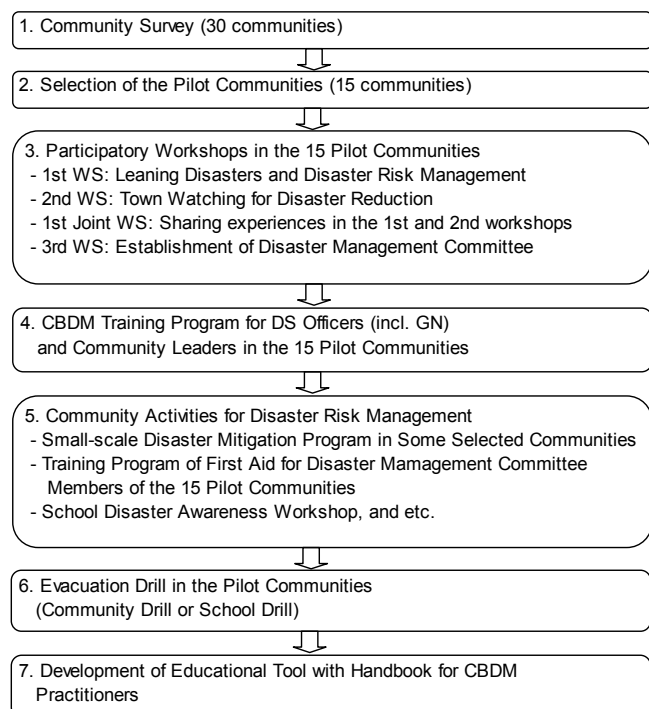 1. Community Survey (30 communities)
2. Selection of the Pilot Communities (15 communities)
3. Participatory Workshops in the 15 Pilot Communities
- 1st WS: Leaning Disasters and Disaster Risk Management
- 2nd WS: Town Watching for Disaster Reduction
- 1st Joint WS: Sharing experiences in the 1st and 2nd workshops
- 3rd WS: Establishment of Disaster Management Committee
4. CBDM Training Program for DS Officers (incl. GN)
and Community Leaders in the 15 Pilot Communities
5. Community Activities for Disaster Risk Management
- Small-scale Disaster Mitigation Program in Some Selected Communities
- Training Program of First Aid for Disaster Mamagement Committee
Members of the 15 Pilot Communities
- School Disaster Awareness Workshop, and etc.
6. Evacuation Drill in the Pilot Communities
(Community Drill or School Drill)
7. Development of Educational Tool with Handbook for CBDM
Practitioners